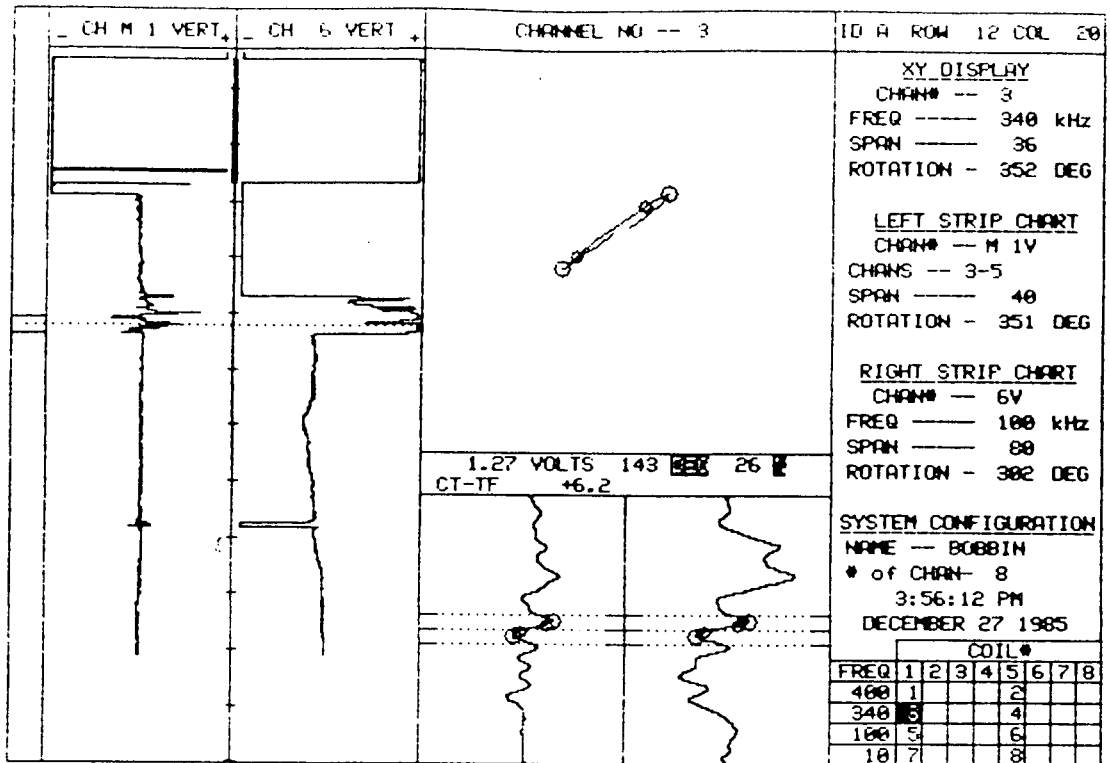 _ CH M 1 VERT +
_ CH 6 VERT +
CHANNEL NO -- 3
ID A ROW 12 COL 20
XY DISPLAY
CHAN# -- 3
FREQ ----- 340 kHz
SPAN ----- 36
ROTATION - 352 DEG
LEFT STRIP CHART
CHAN# -- M 1V
CHANS -- 3-5
SPAN ----- 40
ROTATION - 351 DEG
RIGHT STRIP CHART
CHAN# -- 6V
FREQ ----- 100 kHz
SPAN ----- 80
ROTATION - 302 DEG
1.27 VOLTS 143 26
CT-TF +6.2
SYSTEM CONFIGURATION
NAME -- BOBBIN
# of CHAN- 8
3:56:12 PM
DECEMBER 27 1985
COIL#
FREQ 1 2 3 4 5 6 7 8
400 1 2
340 4
100 5 6
10 7 8